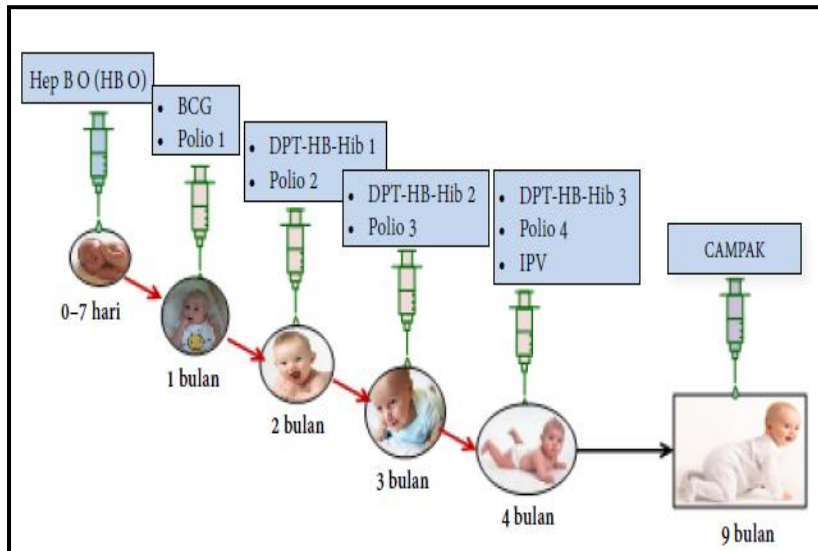 Hep B O (HB O)
• BCG
• Polio 1
• DPT-HB-Hib 1
• Polio 2
• DPT-HB-Hib 2
• Polio 3
• DPT-HB-Hib 3
• Polio 4
• IPV
CAMPAK
0–7 hari
1 bulan
2 bulan
3 bulan
4 bulan
9 bulan